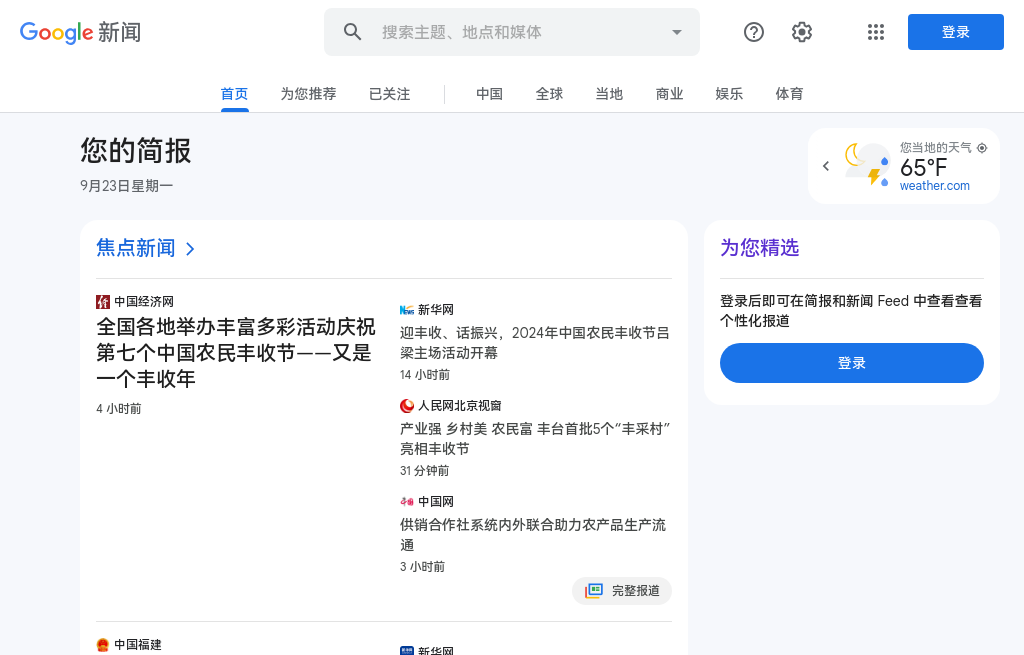 Google 新闻
搜索主题、地点和媒体
登录
首页
为您推荐
已关注
中国
全球
当地
商业
娱乐
体育
您的简报
9月23日星期一
您当地的天气
65°F
weather.com
焦点新闻
中国经济网
全国各地举办丰富多彩活动庆祝
第七个中国农民丰收节——又是
一个丰收年
4 小时前
新华网
迎丰收、话振兴，2024年中国农民丰收节吕
梁主场活动开幕
14 小时前
人民网北京视窗
产业强 乡村美 农民富 丰台首批5个“丰采村”
亮相丰收节
31 分钟前
中国网
供销合作社系统内外联合助力农产品生产流
通
3 小时前
完整报道
中国福建
新华网
为您精选
登录后即可在简报和新闻 Feed 中查看查看
个性化报道
登录